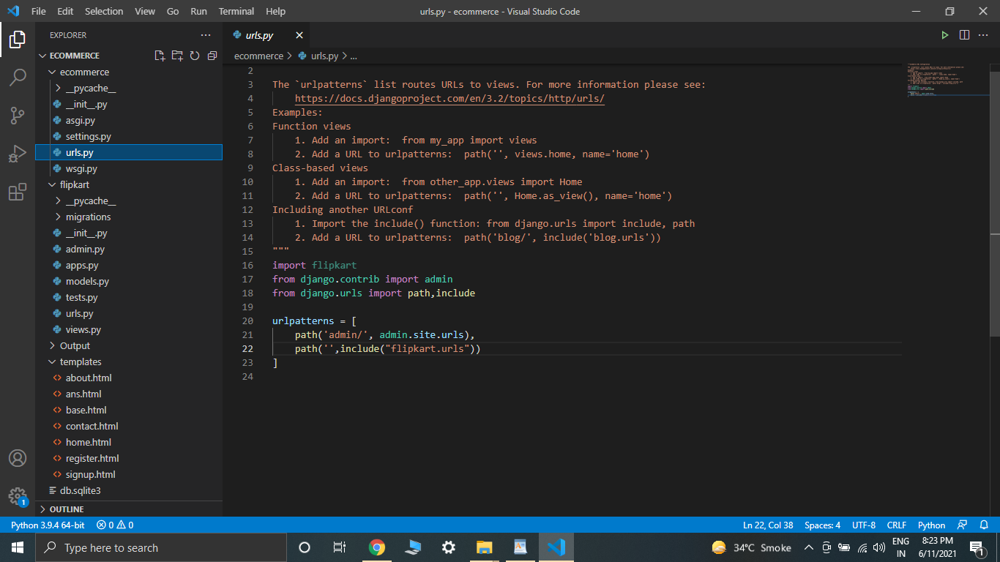 File Edit Selection View Go Run Terminal Help
urls.py - ecommerce - Visual Studio Code
EXPLORER
ECOMMERCE
ecommerce
__pycache__
__init__.py
asgi.py
settings.py
urls.py
wsgi.py
flipkart
__pycache__
migrations
__init__.py
admin.py
apps.py
models.py
tests.py
urls.py
views.py
Output
templates
about.html
ans.html
base.html
contact.html
home.html
register.html
signup.html
db.sqlite3
OUTLINE
1
urls.py
ecommerce > urls.py > ...
2
3 The `urlpatterns` list routes URLs to views. For more information please see:
4 https://docs.djangoproject.com/en/3.2/topics/http/urls/
5 Examples:
6 Function views
7 1. Add an import:  from my_app import views
8 2. Add a URL to urlpatterns:  path('', views.home, name='home')
9 Class-based views
10 1. Add an import:  from other_app.views import Home
11 2. Add a URL to urlpatterns:  path('', Home.as_view(), name='home')
12 Including another URLconf
13 1. Import the include() function: from django.urls import include, path
14 2. Add a URL to urlpatterns:  path('blog/', include('blog.urls'))
15 """
16 import flipkart
17 from django.contrib import admin
18 from django.urls import path,include
19
20 urlpatterns = [
21 path('admin/', admin.site.urls),
22 path('',include("flipkart.urls"))
23 ]
24
Python 3.9.4 64-bit 0 0 Ln 22, Col 38 Spaces: 4 UTF-8 CRLF Python
Type here to search
34°C Smoke
ENG
IN
8:23 PM
6/11/2021
1